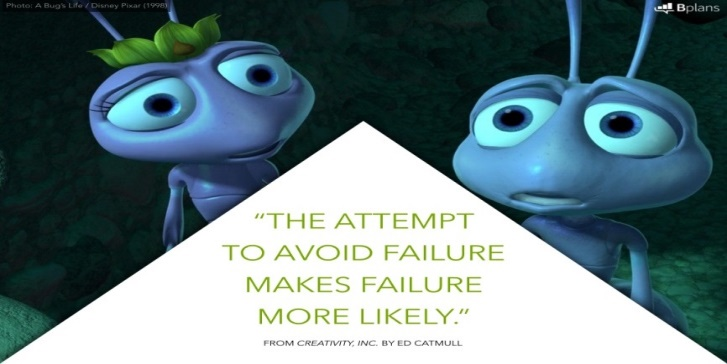 Photo: A Bug's Life / Disney Pixar (1998)
Bplans
“THE ATTEMPT
TO AVOID FAILURE
MAKES FAILURE
MORE LIKELY.“
FROM CREATIVITY, INC. BY ED CATMULL